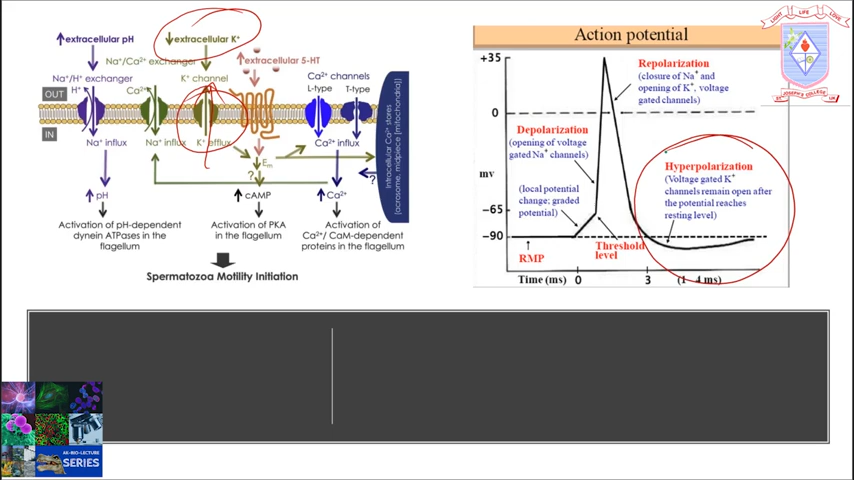 ↑extracellular pH
↓extracellular K⁺
↑extracellular 5-HT
Na⁺/Ca²⁺ exchanger
Na⁺/H⁺ exchanger
K⁺ channel
Ca²⁺ channels
L-type T-type
H⁺
Ca²⁺
OUT
IN
Na⁺ influx
Na⁺ influx
K⁺ efflux
Ca²⁺ influx
Eₘ
?
?
Intracellular Ca²⁺ stores
(acrosome, midpiece [mitochondria])
↑pH
↑cAMP
↑Ca²⁺
Activation of pH-dependent
dynein ATPases in the
flagellum
Activation of PKA
in the flagellum
Activation of
Ca²⁺/ CaM-dependent
proteins in the flagellum
Spermatozoa Motility Initiation
Action potential
+35
0
mv
−65
−90
Repolarization
(closure of Na⁺ and
opening of K⁺, voltage
gated channels)
Depolarization
(opening of voltage
gated Na⁺ channels)
(local potential
change; graded
potential)
Hyperpolarization
(Voltage gated K⁺
channels remain open after
the potential reaches
resting level)
Threshold
level
RMP
Time (ms) 0 3 (1 4 ms)
LIGHT LIFE LOVE
ST JOSEPH'S COLLEGE
AK-BIO-LECTURE
SERIES